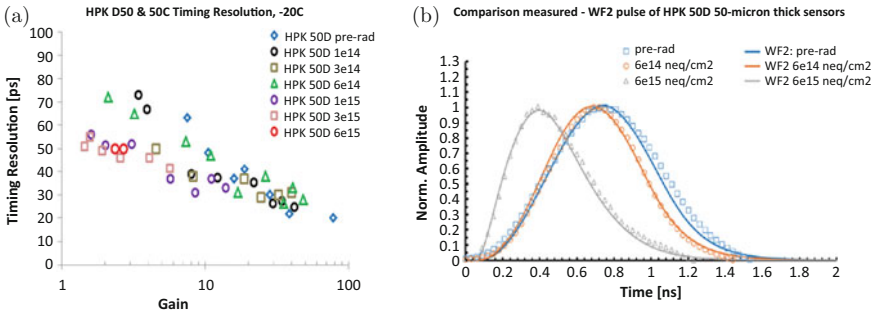 (a)
HPK D50 & 50C Timing Resolution, -20C
Timing Resolution [ps]
100
90
80
70
60
50
40
30
20
10
0
1
10
100
Gain
HPK 50D pre-rad
HPK 50D 1e14
HPK 50D 3e14
HPK 50D 6e14
HPK 50D 1e15
HPK 50D 3e15
HPK 50D 6e15
(b)
Comparison measured - WF2 pulse of HPK 50D 50-micron thick sensors
pre-rad
WF2: pre-rad
6e14 neq/cm2
WF2 6e14 neq/cm2
6e15 neq/cm2
WF2 6e15 neq/cm2
Norm. Amplitude
1.3
1.2
1.1
1
0.9
0.8
0.7
0.6
0.5
0.4
0.3
0.2
0.1
0
0
0.2
0.4
0.6
0.8
1
1.2
1.4
1.6
1.8
2
Time [ns]